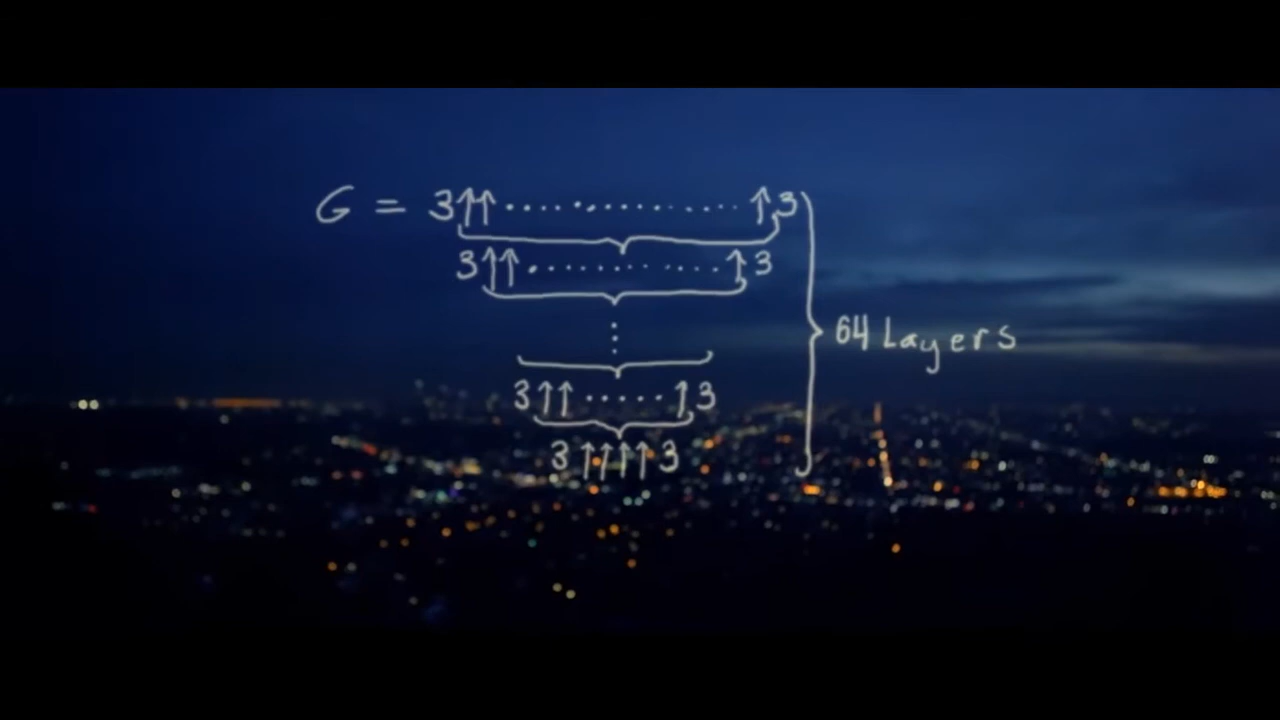 G = 3↑↑..................↑3
3↑↑...............↑3
⋮
64 Layers
3↑↑......↑3
3↑↑↑↑3